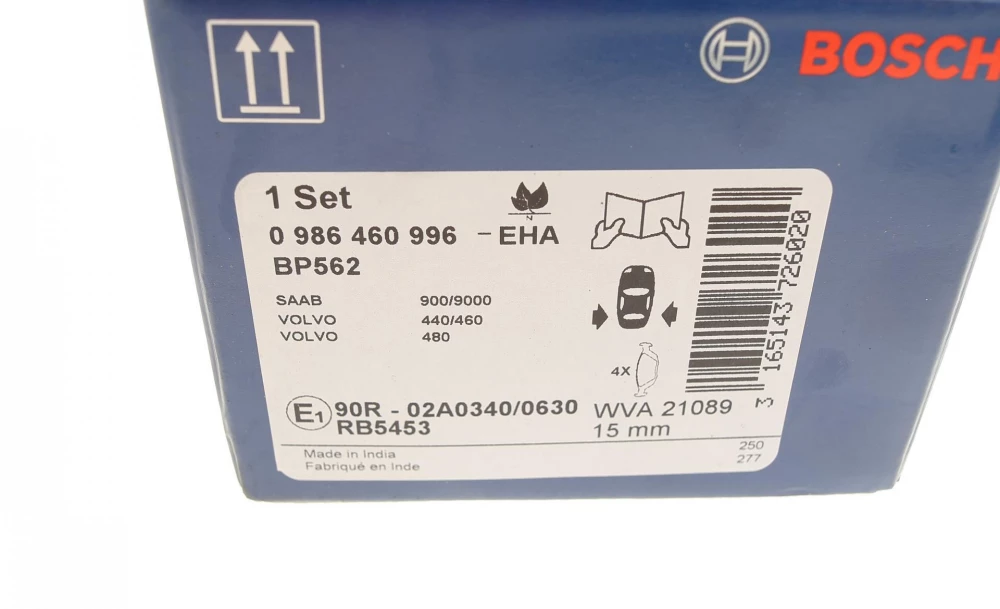 BOSCH
1 Set
N
0 986 460 996 - EHA
BP562
SAAB 900/9000
VOLVO 440/460
VOLVO 480
4X
3 165143 726020
E1 90R - 02A0340/0630
RB5453
WVA 21089
15 mm
Made in India
Fabriqué en Inde
250
277